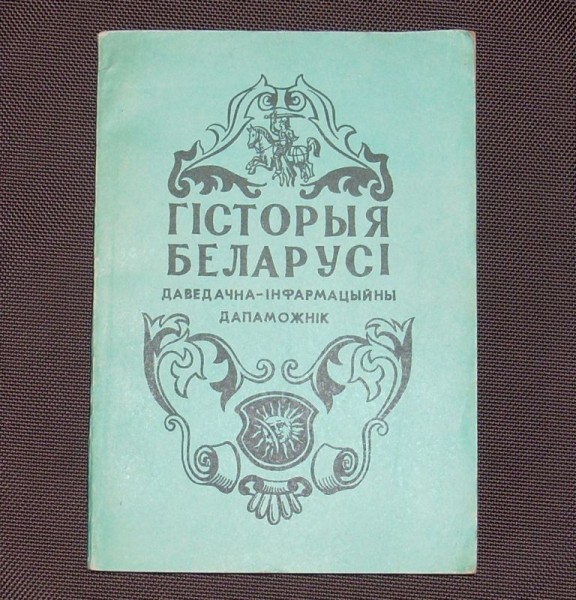 ГІСТОРЫЯ
БЕЛАРУСІ
ДАВЕДАЧНА-ІНФАРМАЦЫЙНЫ
ДАПАМОЖНІК